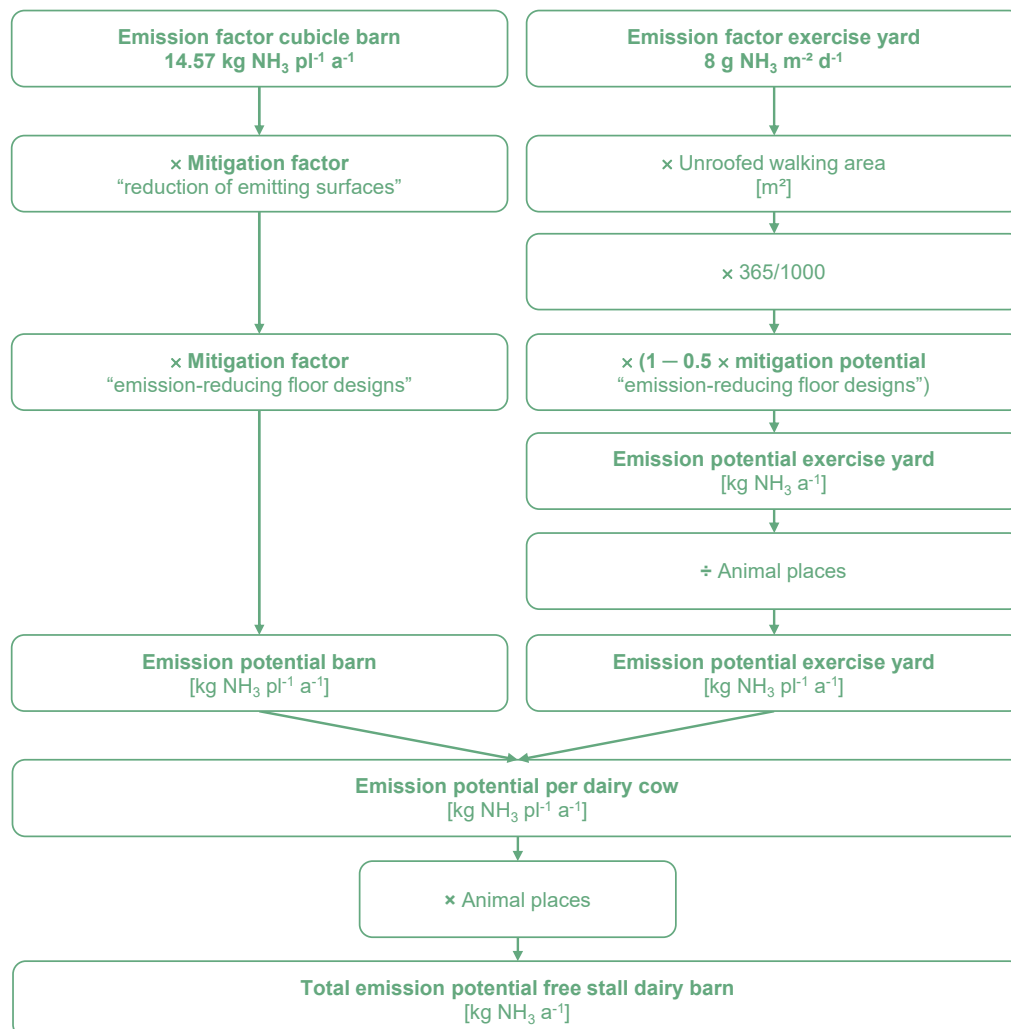 Emission factor cubicle barn
14.57 kg NH₃ pl⁻¹ a⁻¹
Emission factor exercise yard
8 g NH₃ m⁻² d⁻¹
× Mitigation factor
“reduction of emitting surfaces”
× Unroofed walking area
[m²]
× 365/1000
× Mitigation factor
“emission-reducing floor designs”
× (1 — 0.5 × mitigation potential
“emission-reducing floor designs”)
Emission potential exercise yard
[kg NH₃ a⁻¹]
÷ Animal places
Emission potential barn
[kg NH₃ pl⁻¹ a⁻¹]
Emission potential exercise yard
[kg NH₃ pl⁻¹ a⁻¹]
Emission potential per dairy cow
[kg NH₃ pl⁻¹ a⁻¹]
× Animal places
Total emission potential free stall dairy barn
[kg NH₃ a⁻¹]